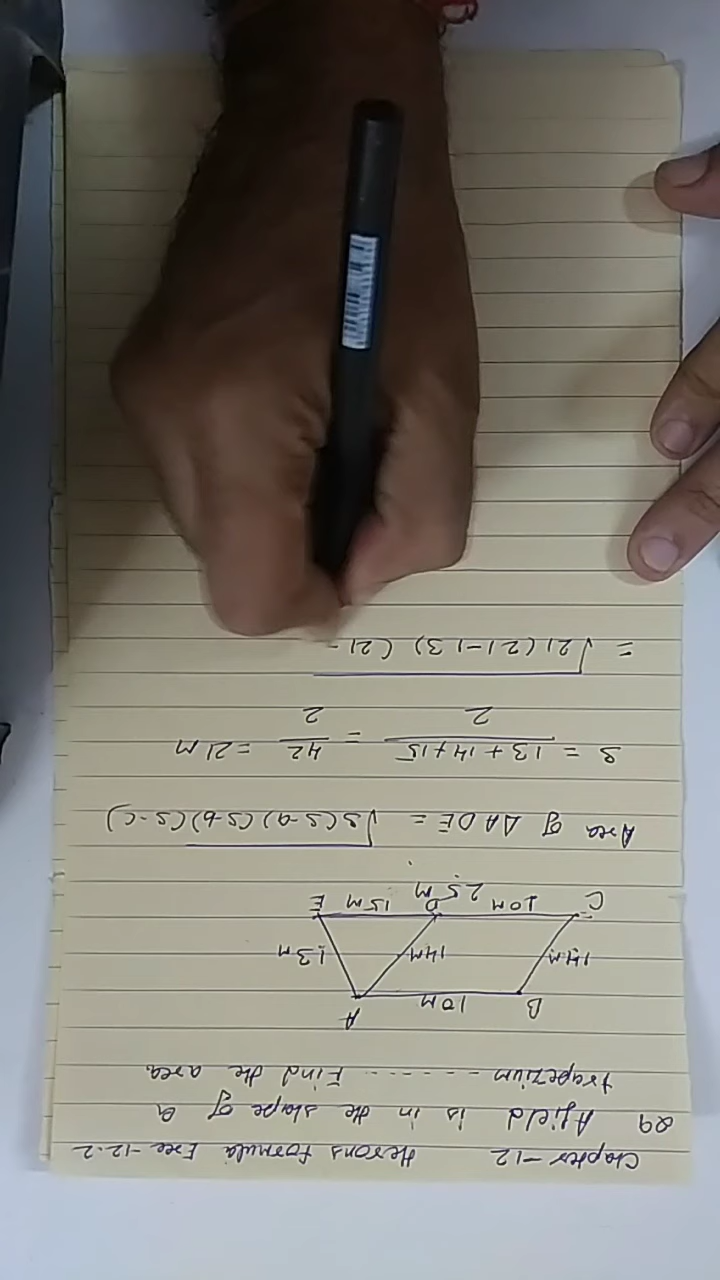 Chapter-12 Herons formula Exec-12.2
Q9 A field is in the shape of a
trapezium ------- Find the area
A
B
10M
13M
14M
14M
E
15M
D
10M
C
25M
Area of ΔADE = √s(s-a)(s-b)(s-c)
S = 13+14+15 / 2 = 42 / 2 = 21M
= √21(21-13)(21-